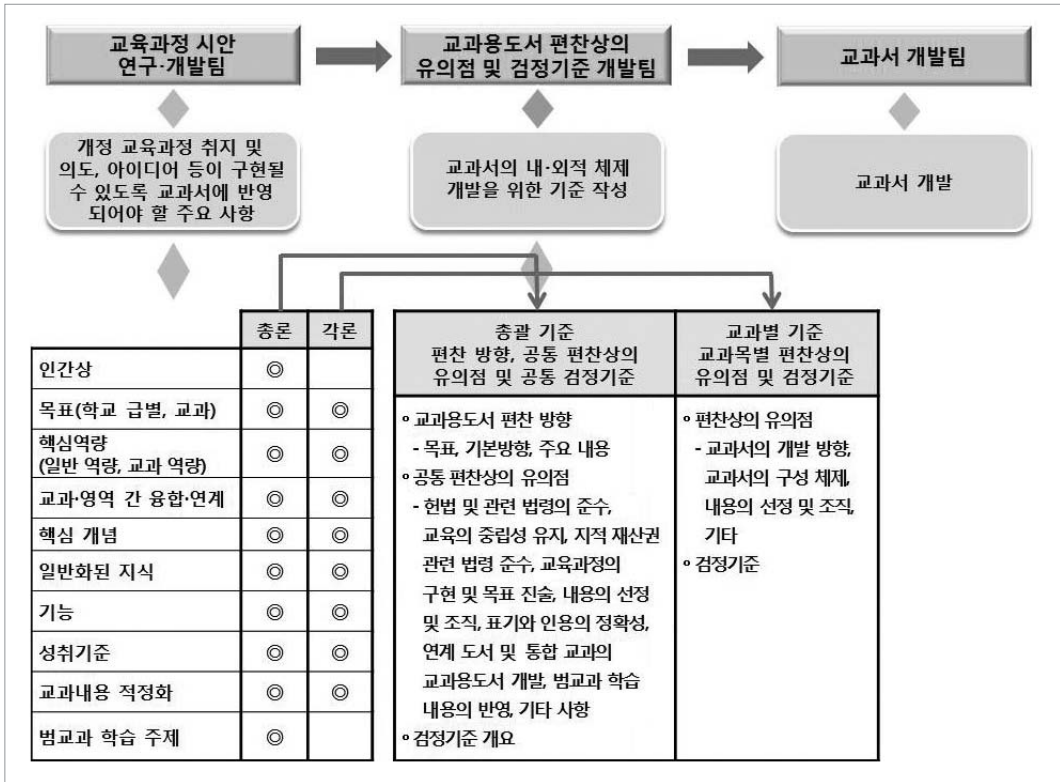 교육과정 시안
연구·개발팀
교과용도서 편찬상의
유의점 및 검정기준 개발팀
교과서 개발팀
개정 교육과정 취지 및
의도, 아이디어 등이 구현될
수 있도록 교과서에 반영
되어야 할 주요 사항
교과서의 내·외적 체제
개발을 위한 기준 작성
교과서 개발
총론 각론
인간상 ◎
목표(학교 급별, 교과) ◎ ◎
핵심역량
(일반 역량, 교과 역량) ◎ ◎
교과·영역 간 융합·연계 ◎ ◎
핵심 개념 ◎ ◎
일반화된 지식 ◎ ◎
기능 ◎ ◎
성취기준 ◎ ◎
교과내용 적정화 ◎ ◎
범교과 학습 주제 ◎
총괄 기준
편찬 방향, 공통 편찬상의
유의점 및 공통 검정기준
o 교과용도서 편찬 방향
- 목표, 기본방향, 주요 내용
o 공통 편찬상의 유의점
- 헌법 및 관련 법령의 준수,
교육의 중립성 유지, 지적 재산권
관련 법령 준수, 교육과정의
구현 및 목표 진술, 내용의 선정
및 조직, 표기와 인용의 정확성,
연계 도서 및 통합 교과의
교과용도서 개발, 범교과 학습
내용의 반영, 기타 사항
o 검정기준 개요
교과별 기준
교과목별 편찬상의
유의점 및 검정기준
o 편찬상의 유의점
- 교과서의 개발 방향,
교과서의 구성 체제,
내용의 선정 및 조직,
기타
o 검정기준